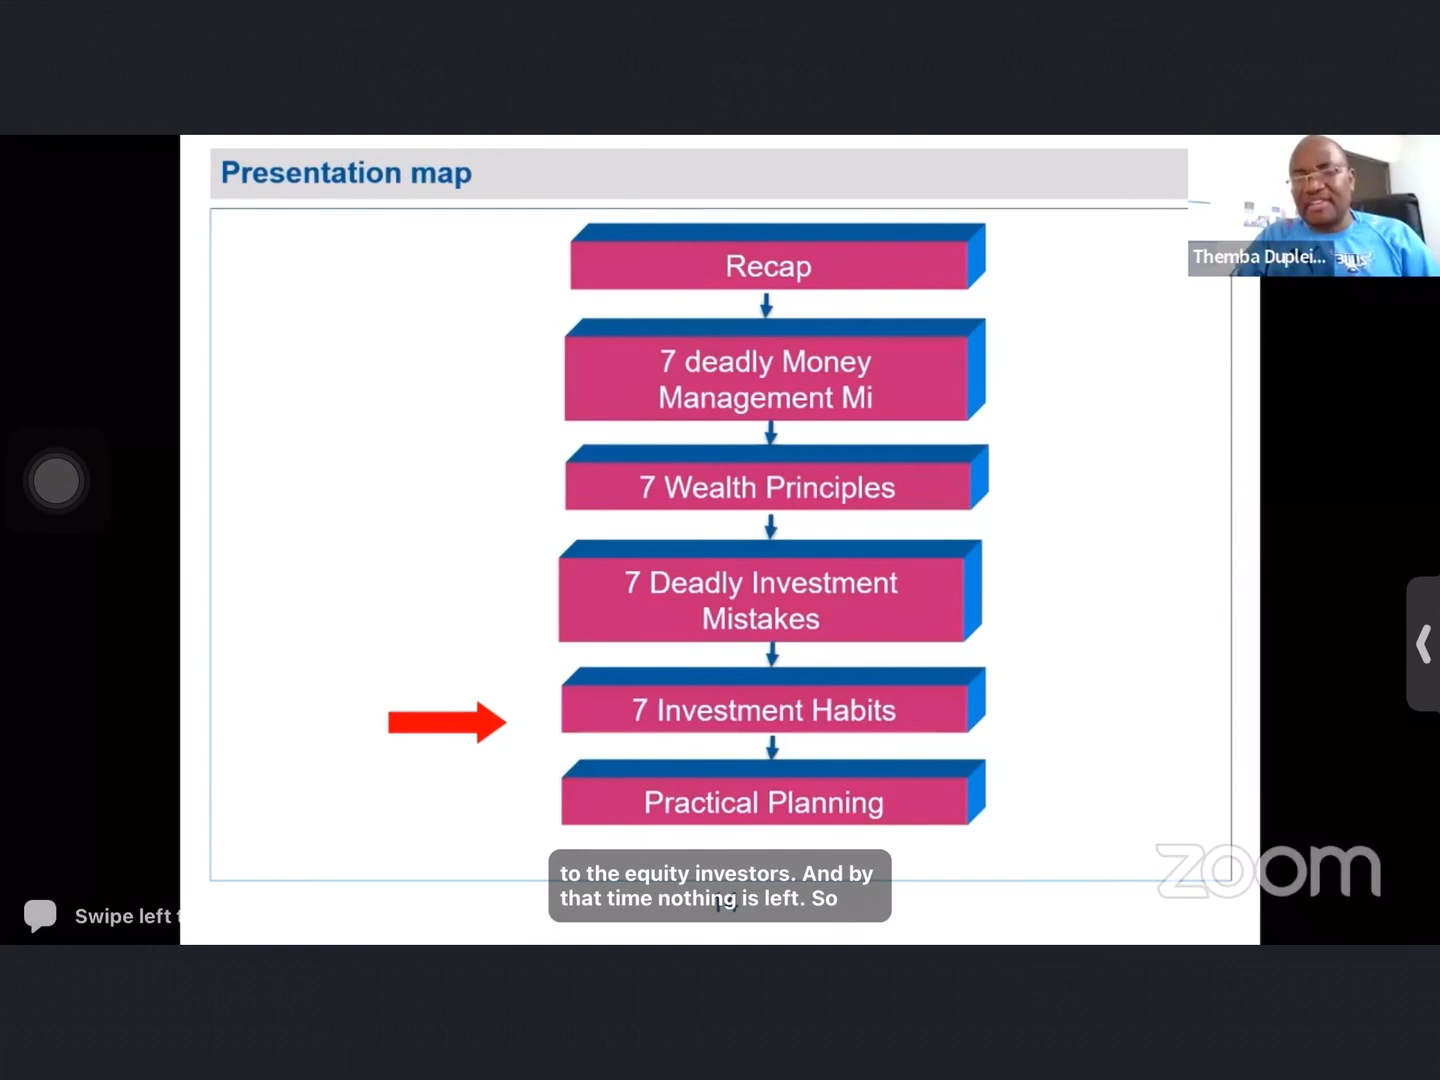 Presentation map
Recap
7 deadly Money
Management Mi
7 Wealth Principles
7 Deadly Investment
Mistakes
7 Investment Habits
Practical Planning
Themba Duplei...
BULLS
to the equity investors. And by
that time nothing is left. So
zoom
Swipe left